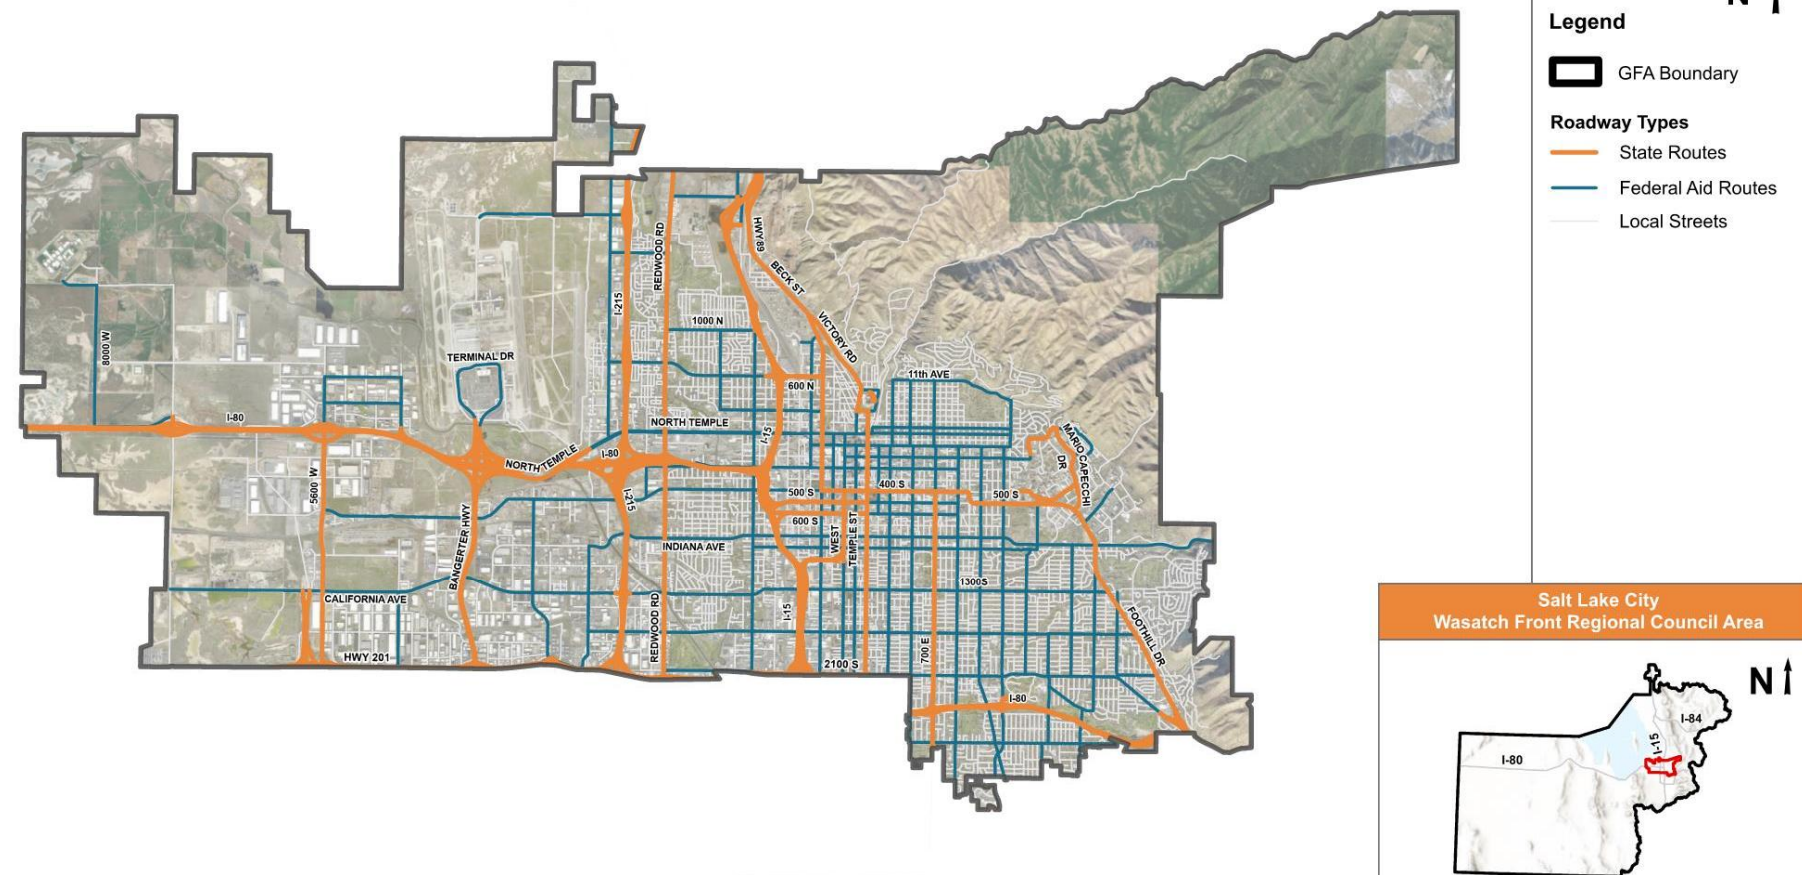 N
Legend
GFA Boundary
Roadway Types
State Routes
Federal Aid Routes
Local Streets
REDWOOD RD
HWY 89
BECK ST
I-215
1000 N
VICTORY RD
8000 W
TERMINAL DR
11th AVE
600 N
I-80
NORTH TEMPLE
I-15
MARIO CAPECCHI
DR
NORTH TEMPLE
I-80
5600 W
I-215
500 S
400 S
500 S
BANGERTER HWY
600 S
WEST
TEMPLE ST
INDIANA AVE
1300 S
CALIFORNIA AVE
I-15
REDWOOD RD
FOOTHILL DR
700 E
HWY 201
2100 S
I-80
Salt Lake City
Wasatch Front Regional Council Area
N
I-84
I-15
I-80